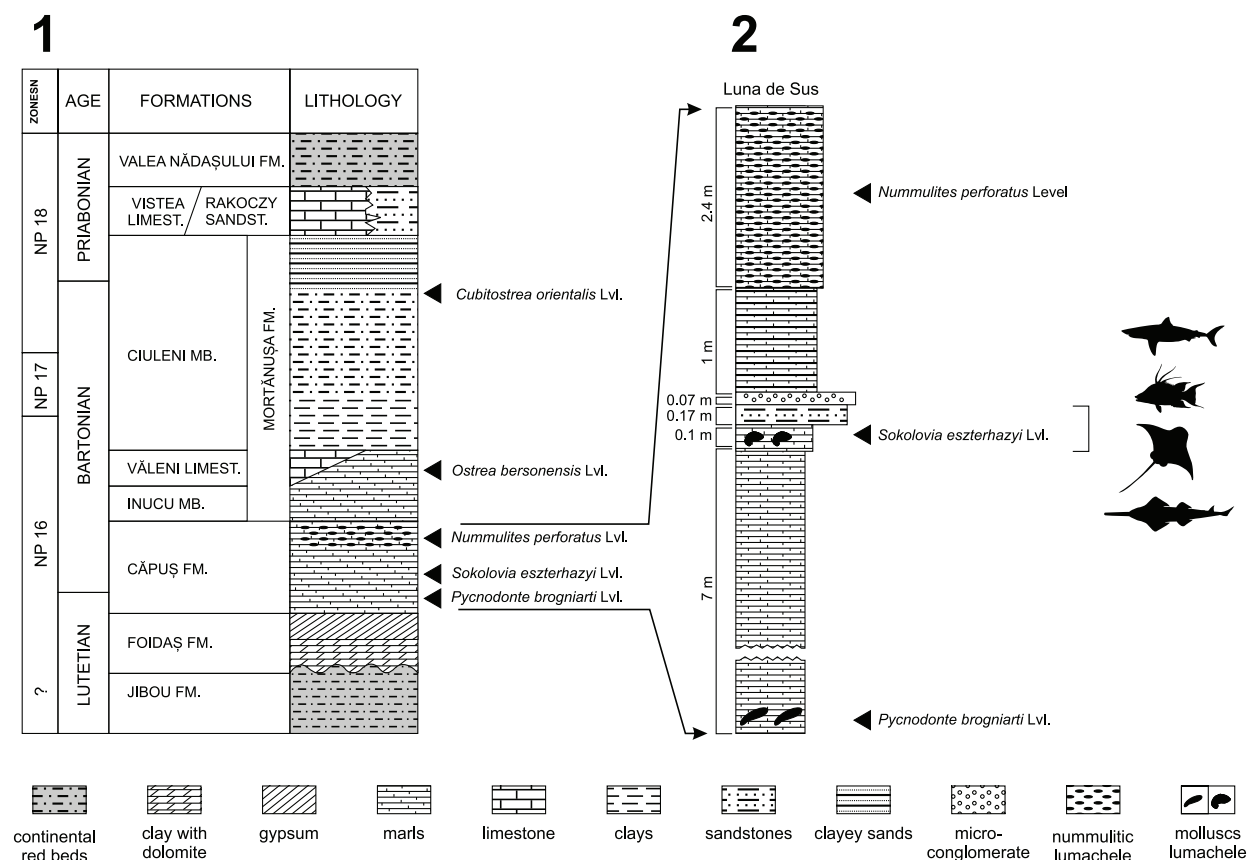 1
ZONESN
AGE
FORMATIONS
LITHOLOGY
NP 18
NP 17
NP 16
?
PRIABONIAN
BARTONIAN
LUTETIAN
VALEA NĂDAȘULUI FM.
VISTEA
LIMEST.
RAKOCZY
SANDST.
CIULENI MB.
MORTĂNUȘA FM.
VĂLENI LIMEST.
INUCU MB.
CĂPUȘ FM.
FOIDAȘ FM.
JIBOU FM.
Cubitostrea orientalis Lvl.
Ostrea bersonensis Lvl.
Nummulites perforatus Lvl.
Sokolovia eszterhazyi Lvl.
Pycnodonte brogniarti Lvl.
2
Luna de Sus
2.4 m
1 m
0.07 m
0.17 m
0.1 m
7 m
Nummulites perforatus Level
Sokolovia eszterhazyi Lvl.
Pycnodonte brogniarti Lvl.
continental
red beds
clay with
dolomite
gypsum
marls
limestone
clays
sandstones
clayey sands
micro-
conglomerate
nummulitic
lumachele
molluscs
lumachele